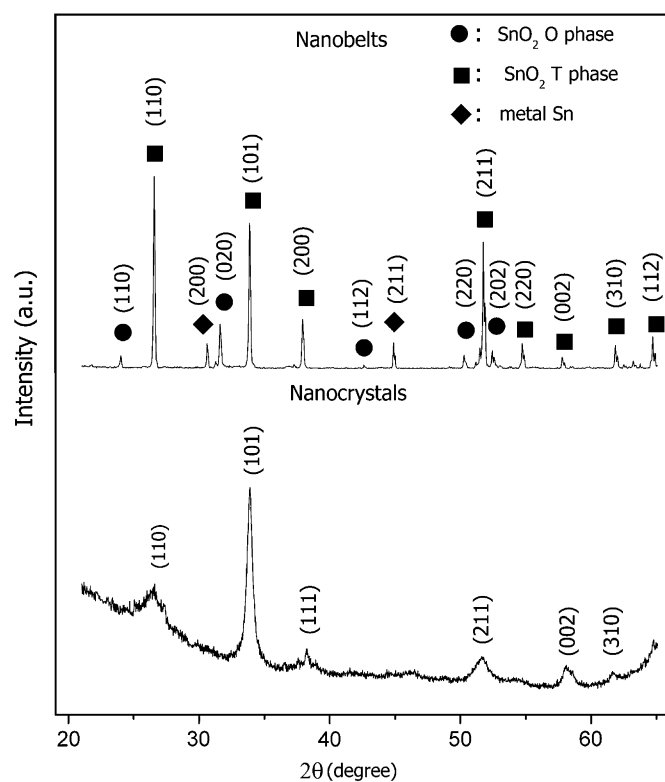 Nanobelts
● : SnO₂ O phase
■ : SnO₂ T phase
◆ : metal Sn
(110)
(110)
(200)
(020)
(101)
(200)
(112)
(211)
(220)
(211)
(202)
(220)
(002)
(310)
(112)
Intensity (a.u.)
Nanocrystals
(110)
(101)
(111)
(211)
(002)
(310)
20 30 40 50 60
2θ (degree)